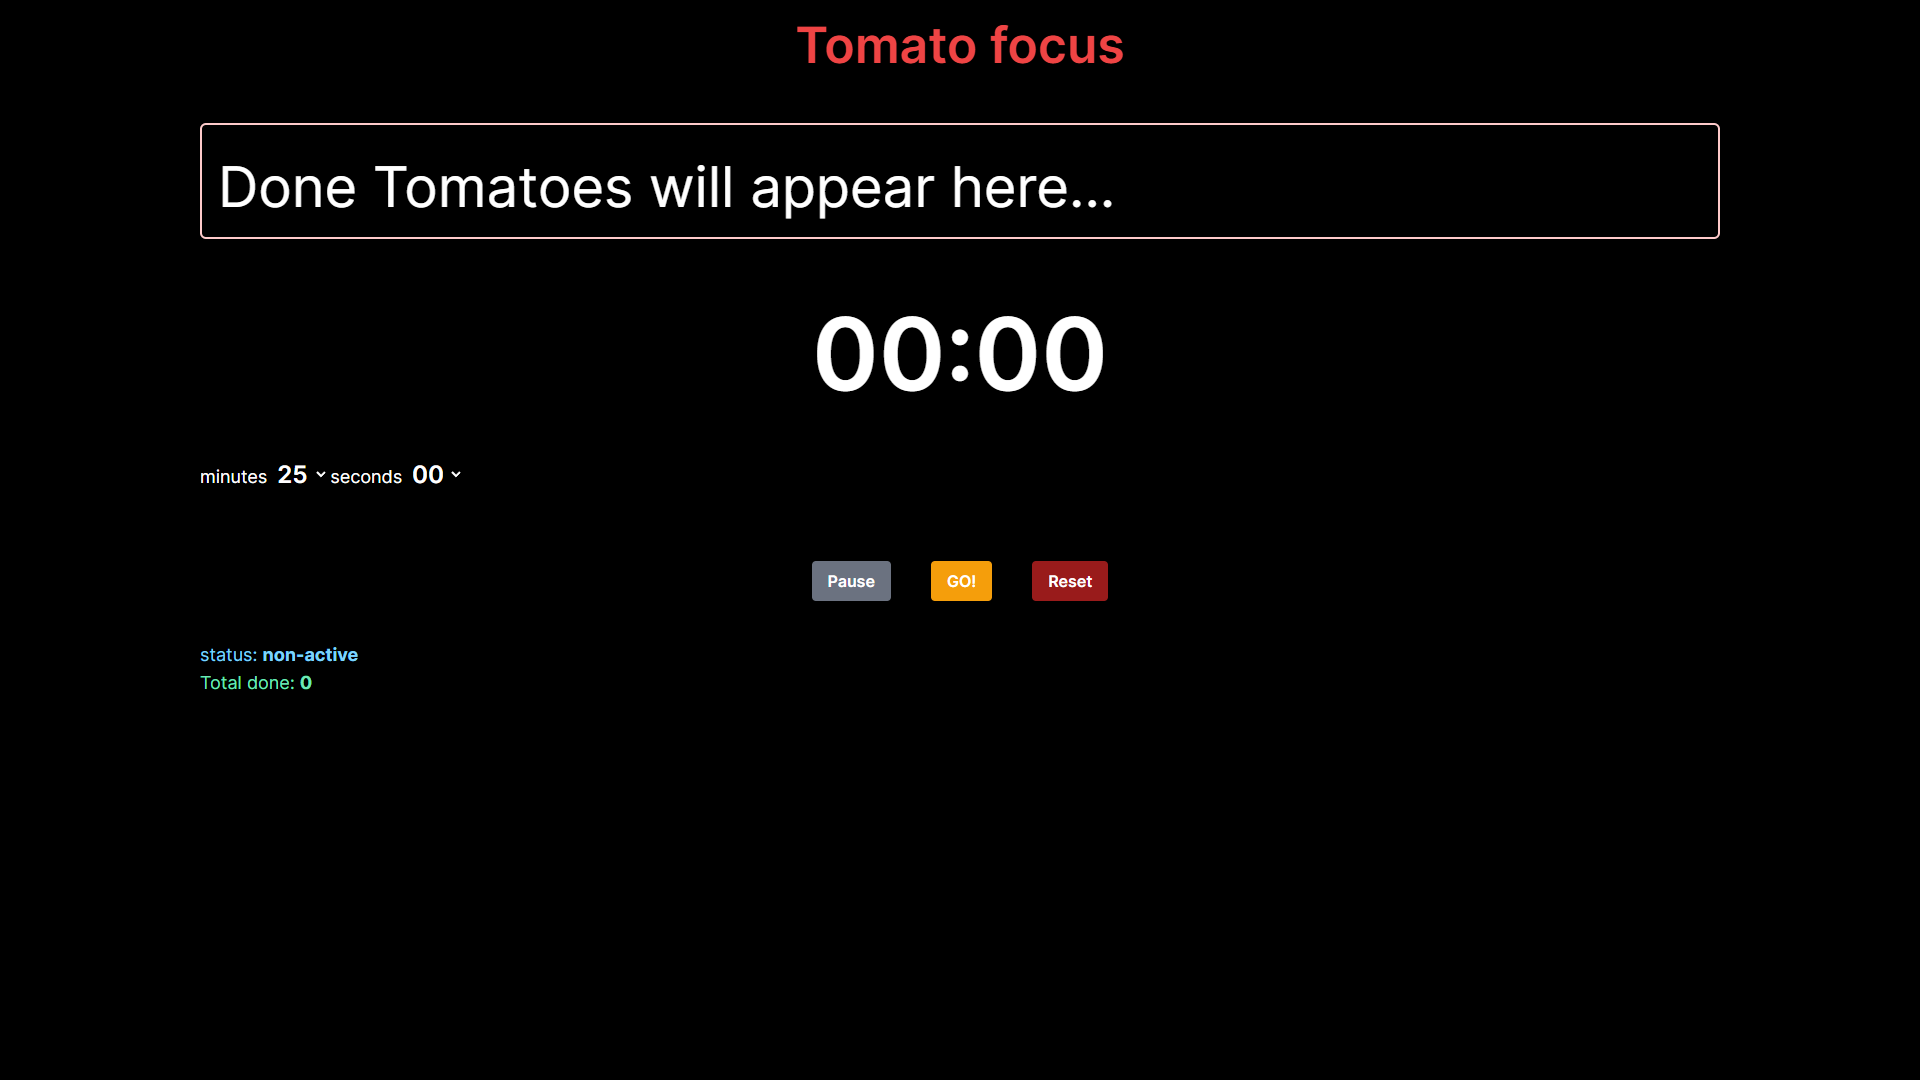 Tomato focus
Done Tomatoes will appear here...
00:00
minutes 25 seconds 00
Pause GO! Reset
status: non-active
Total done: 0